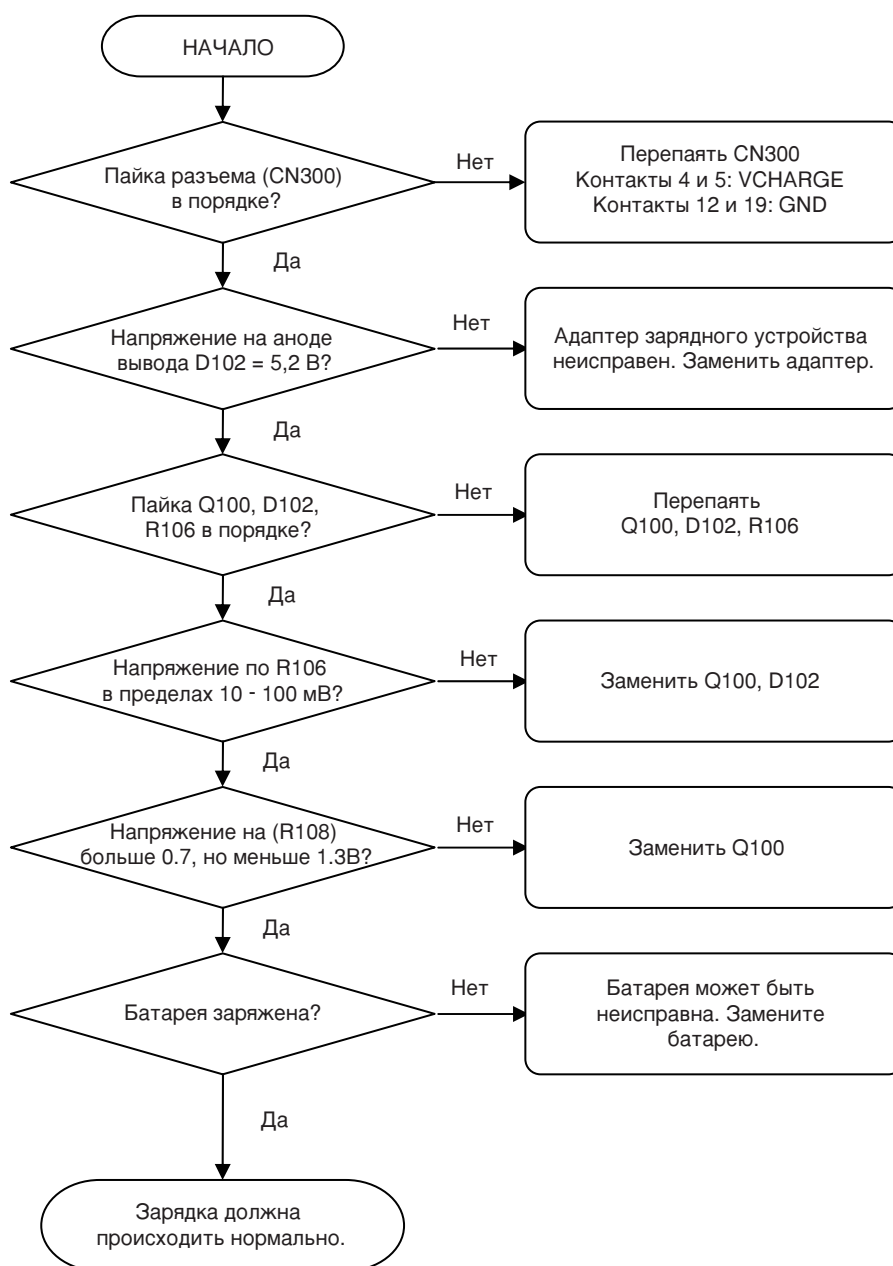 НАЧАЛО
Пайка разъема (CN300)
в порядке?
Нет
Перепаять CN300
Контакты 4 и 5: VCHARGE
Контакты 12 и 19: GND
Да
Напряжение на аноде
вывода D102 = 5,2 В?
Нет
Адаптер зарядного устройства
неисправен. Заменить адаптер.
Да
Пайка Q100, D102,
R106 в порядке?
Нет
Перепаять
Q100, D102, R106
Да
Напряжение по R106
в пределах 10 - 100 мВ?
Нет
Заменить Q100, D102
Да
Напряжение на (R108)
больше 0.7, но меньше 1.3В?
Нет
Заменить Q100
Да
Батарея заряжена?
Нет
Батарея может быть
неисправна. Замените
батарею.
Да
Зарядка должна
происходить нормально.